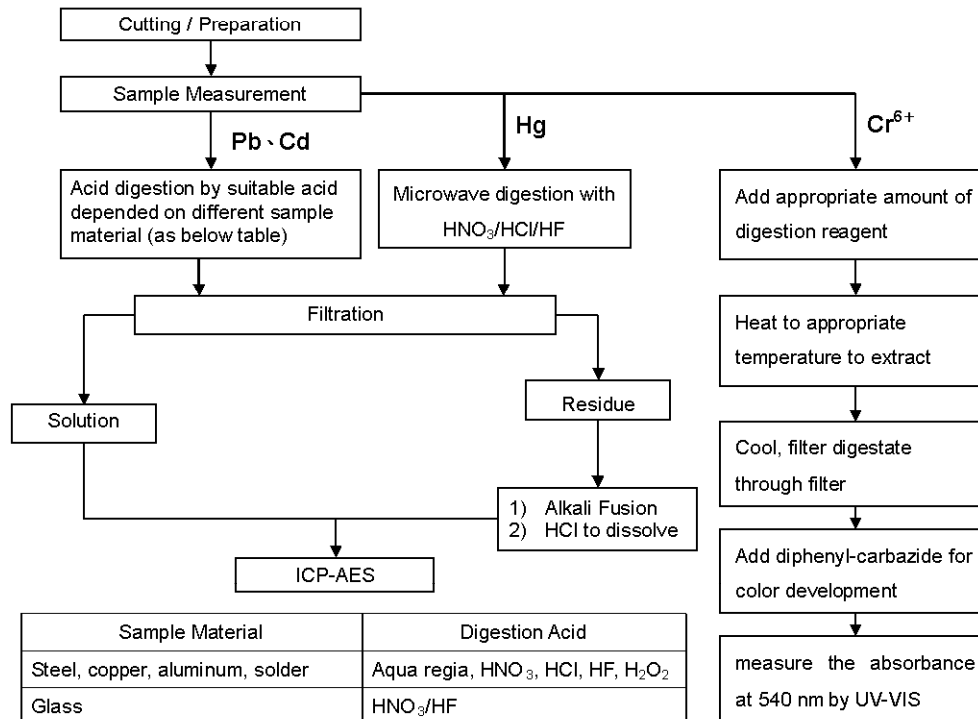 Cutting / Preparation
Sample Measurement
Pb、Cd
Hg
Cr⁶⁺
Acid digestion by suitable acid
depended on different sample
material (as below table)
Microwave digestion with
HNO₃/HCl/HF
Add appropriate amount of
digestion reagent
Filtration
Heat to appropriate
temperature to extract
Solution
Residue
Cool, filter digestate
through filter
1) Alkali Fusion
2) HCl to dissolve
ICP-AES
Add diphenyl-carbazide for
color development
Sample Material Digestion Acid
Steel, copper, aluminum, solder Aqua regia, HNO₃, HCl, HF, H₂O₂
Glass HNO₃/HF
measure the absorbance
at 540 nm by UV-VIS